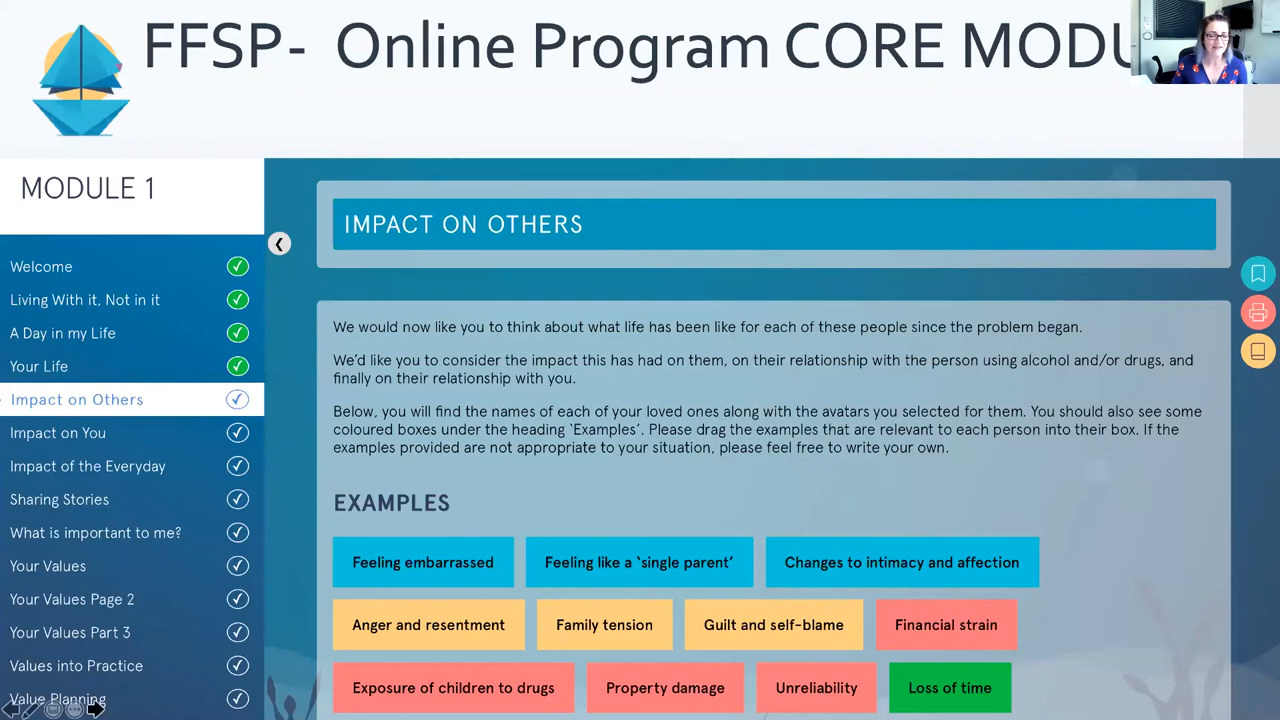 FFSP- Online Program CORE MODU
MODULE 1
Welcome
Living With it, Not in it
A Day in my Life
Your Life
Impact on Others
Impact on You
Impact of the Everyday
Sharing Stories
What is important to me?
Your Values
Your Values Page 2
Your Values Part 3
Values into Practice
Value Planning
IMPACT ON OTHERS
We would now like you to think about what life has been like for each of these people since the problem began.
We'd like you to consider the impact this has had on them, on their relationship with the person using alcohol and/or drugs, and
finally on their relationship with you.
Below, you will find the names of each of your loved ones along with the avatars you selected for them. You should also see some
coloured boxes under the heading 'Examples'. Please drag the examples that are relevant to each person into their box. If the
examples provided are not appropriate to your situation, please feel free to write your own.
EXAMPLES
Feeling embarrassed
Feeling like a 'single parent'
Changes to intimacy and affection
Anger and resentment
Family tension
Guilt and self-blame
Financial strain
Exposure of children to drugs
Property damage
Unreliability
Loss of time